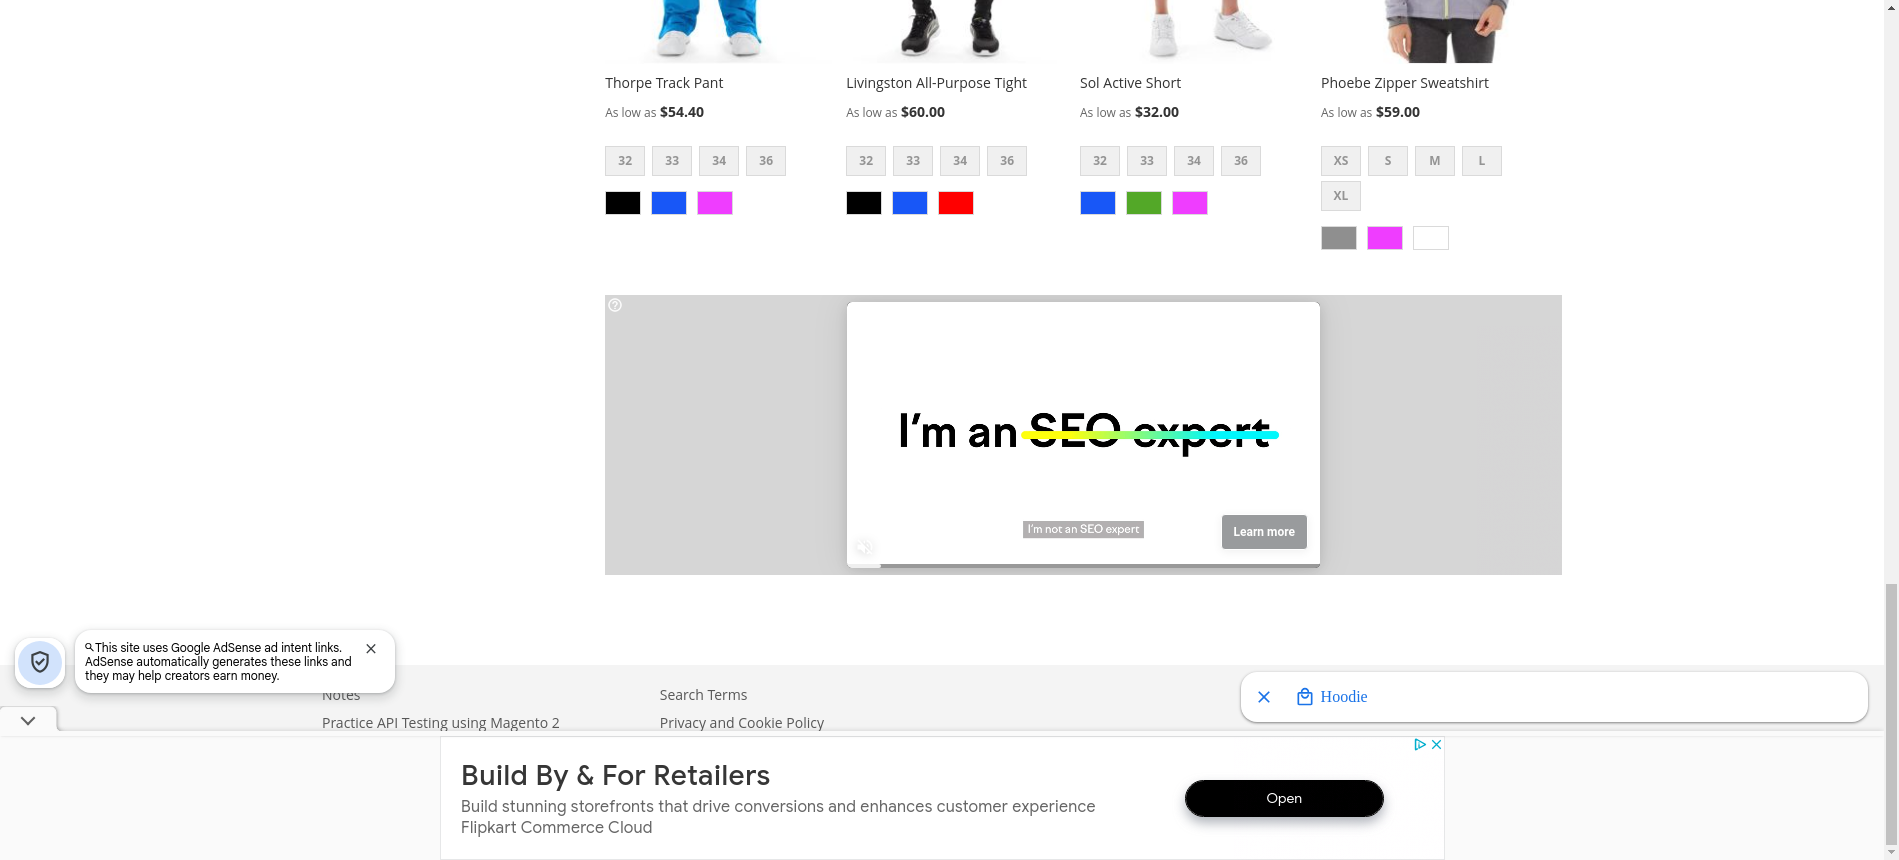 Thorpe Track Pant
As low as $54.40
32 33 34 36
Livingston All-Purpose Tight
As low as $60.00
32 33 34 36
Sol Active Short
As low as $32.00
32 33 34 36
Phoebe Zipper Sweatshirt
As low as $59.00
XS S M L
XL
I'm an SEO expert
I'm not an SEO expert
Learn more
This site uses Google AdSense ad intent links.
AdSense automatically generates these links and
they may help creators earn money.
Notes
Practice API Testing using Magento 2
Search Terms
Privacy and Cookie Policy
Hoodie
Build By & For Retailers
Build stunning storefronts that drive conversions and enhances customer experience
Flipkart Commerce Cloud
Open